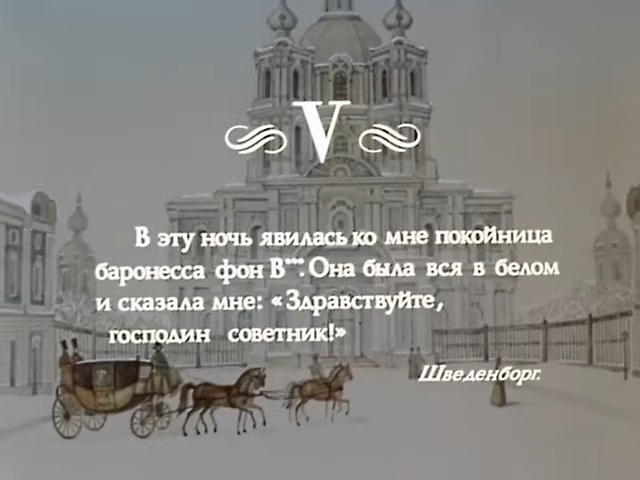 V
В эту ночь явилась ко мне покойница
баронесса фон В***. Она была вся в белом
и сказала мне: «Здравствуйте,
господин советник!»
Шведенборг.